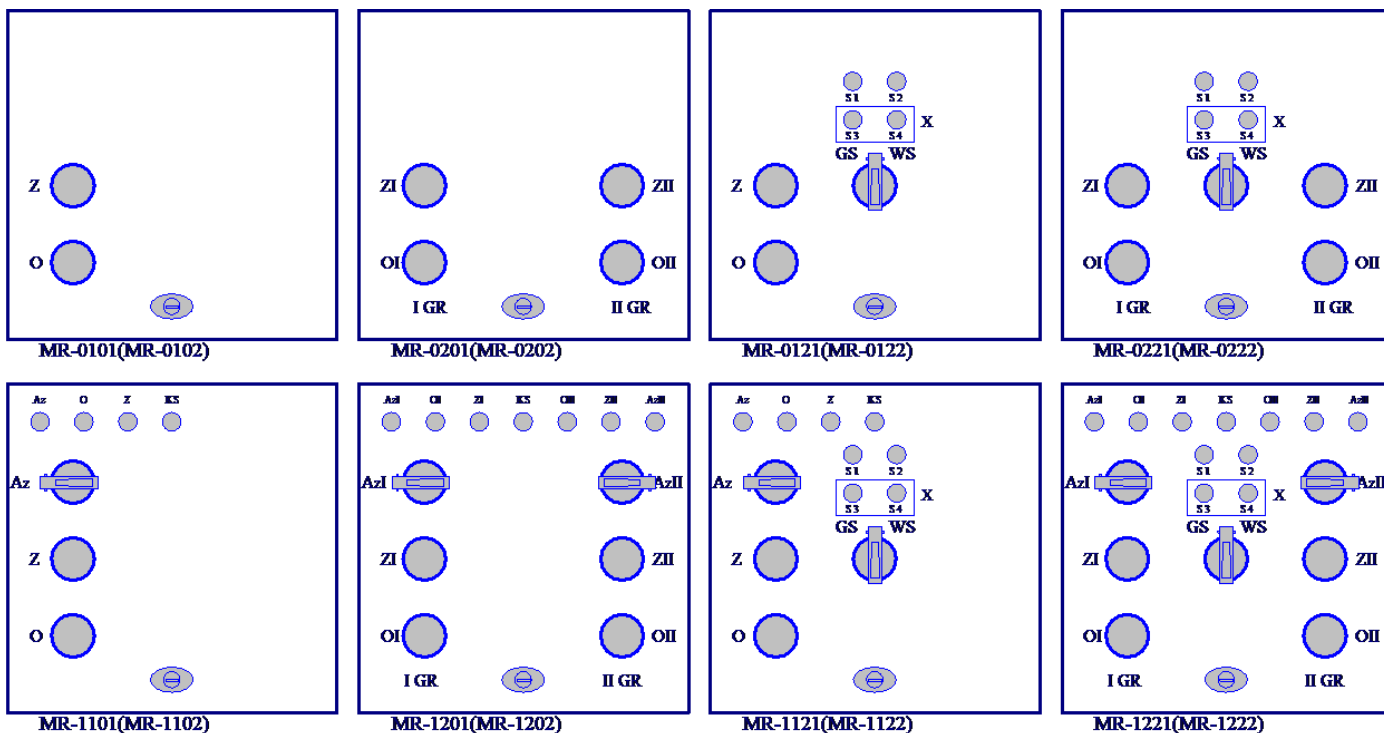 S1 S2 S1 S2
X X
S3 S4 S3 S4
GS WS GS WS
Z ZI ZII Z ZI ZII
O OI OII O OI OII
I GR II GR I GR II GR
MR-0101(MR-0102) MR-0201(MR-0202) MR-0121(MR-0122) MR-0221(MR-0222)
Az O Z KS AzI OI ZI KS OII ZII AzII Az O Z KS AzI OI ZI KS OII ZII AzII
S1 S2 S1 S2
Az AzI AzII Az AzI AzII
X X
S3 S4 S3 S4
GS WS GS WS
Z ZI ZII Z ZI ZII
O OI OII O OI OII
I GR II GR I GR II GR
MR-1101(MR-1102) MR-1201(MR-1202) MR-1121(MR-1122) MR-1221(MR-1222)